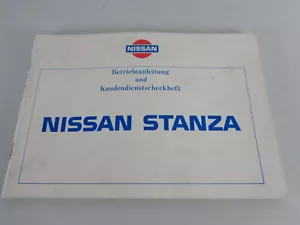 NISSAN
Betriebsanleitung
und
Kundendienstscheckheft
NISSAN STANZA